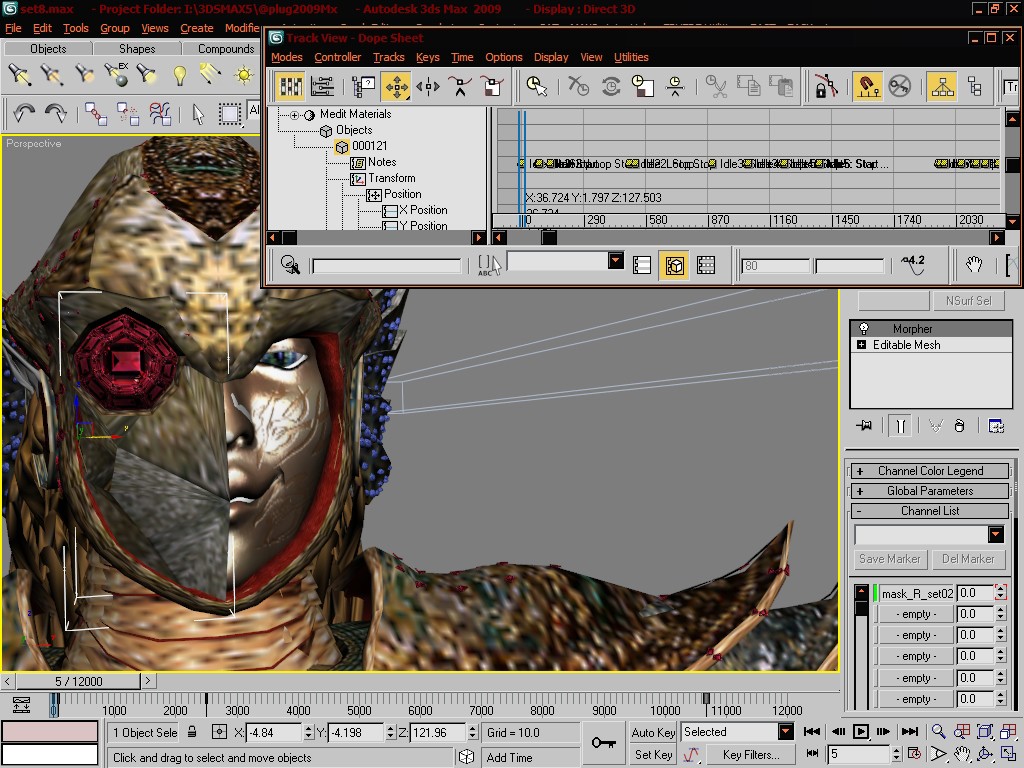 set8.max - Project Folder: I:\3DSMAX5\@plug2009Mx - Autodesk 3ds Max 2009 - Display : Direct 3D
File Edit Tools Group Views Create Modifie
Objects Shapes Compounds
Track View - Dope Sheet
Modes Controller Tracks Keys Time Options Display View Utilities
EX
Tr
Al
Perspective
Medit Materials
Objects
000121
Notes
Transform
Position
X Position
Y Position
X:36.724 Y:1.797 Z:127.503
36.724
0 290 580 870 1160 1450 1740 2030
ABC
80
4.2
NSurf Sel
Morpher
Editable Mesh
+ Channel Color Legend
+ Global Parameters
- Channel List
Save Marker Del Marker
mask_R_set02 0.0
- empty - 0.0
- empty - 0.0
- empty - 0.0
- empty - 0.0
- empty - 0.0
< 5 / 12000 >
1000 2000 3000 4000 5000 6000 7000 8000 9000 10000 11000 12000
1 Object Sele X: -4.84 Y: -4.198 Z: 121.96 Grid = 10.0 Auto Key Selected
Click and drag to select and move objects Add Time Set Key Key Filters... 5